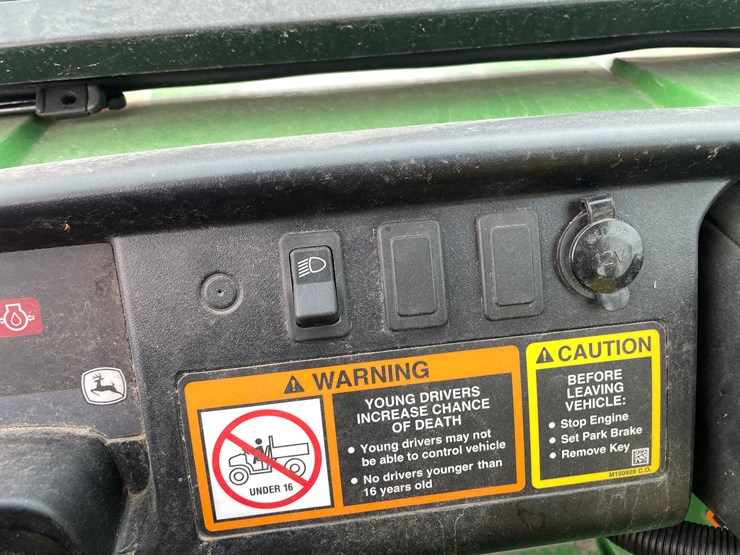 12V
WARNING
YOUNG DRIVERS
INCREASE CHANCE
OF DEATH
• Young drivers may not
be able to control vehicle
• No drivers younger than
16 years old
UNDER 16
CAUTION
BEFORE
LEAVING
VEHICLE:
• Stop Engine
• Set Park Brake
• Remove Key
M150928 C.O.